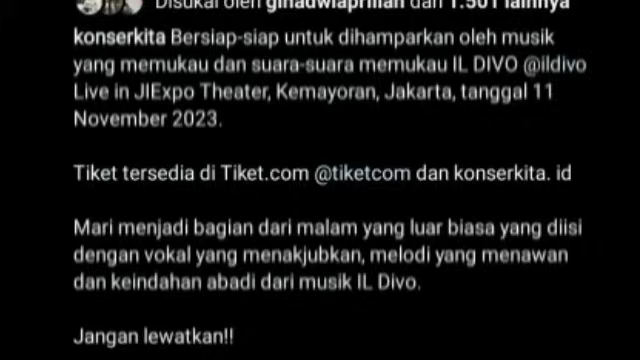 Disukai oleh ginadwiaprilian dan 1.501 lainnya
konserkita Bersiap-siap untuk dihamparkan oleh musik
yang memukau dan suara-suara memukau IL DIVO @ildivo
Live in JIExpo Theater, Kemayoran, Jakarta, tanggal 11
November 2023.
Tiket tersedia di Tiket.com @tiketcom dan konserkita. id
Mari menjadi bagian dari malam yang luar biasa yang diisi
dengan vokal yang menakjubkan, melodi yang menawan
dan keindahan abadi dari musik IL Divo.
Jangan lewatkan!!